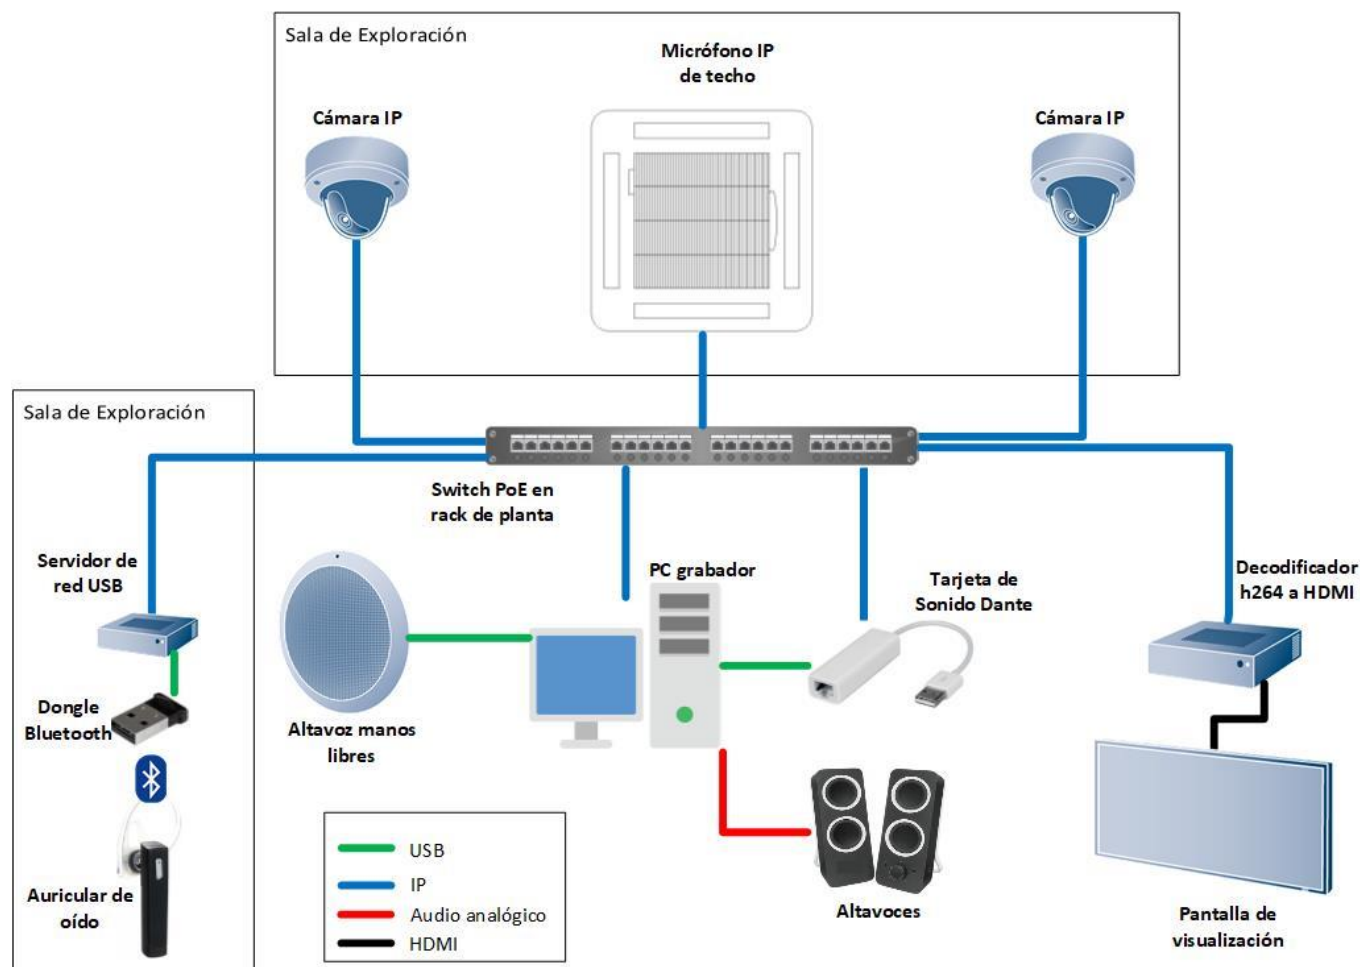 Sala de Exploración
Micrófono IP
de techo
Cámara IP
Cámara IP
Sala de Exploración
Switch PoE en
rack de planta
Servidor de
red USB
PC grabador
Tarjeta de
Sonido Dante
Decodificador
h264 a HDMI
Dongle
Bluetooth
Altavoz manos
libres
USB
IP
Audio analógico
HDMI
Auricular de
oído
Altavoces
Pantalla de
visualización